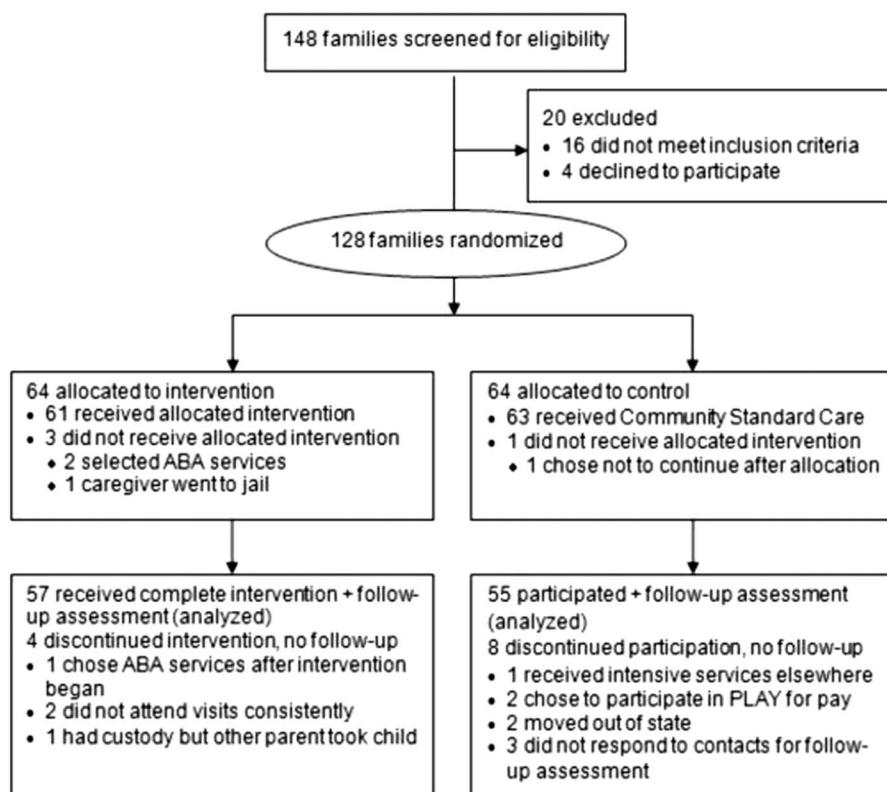 148 families screened for eligibility
20 excluded
• 16 did not meet inclusion criteria
• 4 declined to participate
128 families randomized
64 allocated to intervention
• 61 received allocated intervention
• 3 did not receive allocated intervention
◆ 2 selected ABA services
◆ 1 caregiver went to jail
64 allocated to control
• 63 received Community Standard Care
• 1 did not receive allocated intervention
◆ 1 chose not to continue after allocation
57 received complete intervention + follow-
up assessment (analyzed)
4 discontinued intervention, no follow-up
• 1 chose ABA services after intervention
began
• 2 did not attend visits consistently
• 1 had custody but other parent took child
55 participated + follow-up assessment
(analyzed)
8 discontinued participation, no follow-up
• 1 received intensive services elsewhere
• 2 chose to participate in PLAY for pay
• 2 moved out of state
• 3 did not respond to contacts for follow-
up assessment